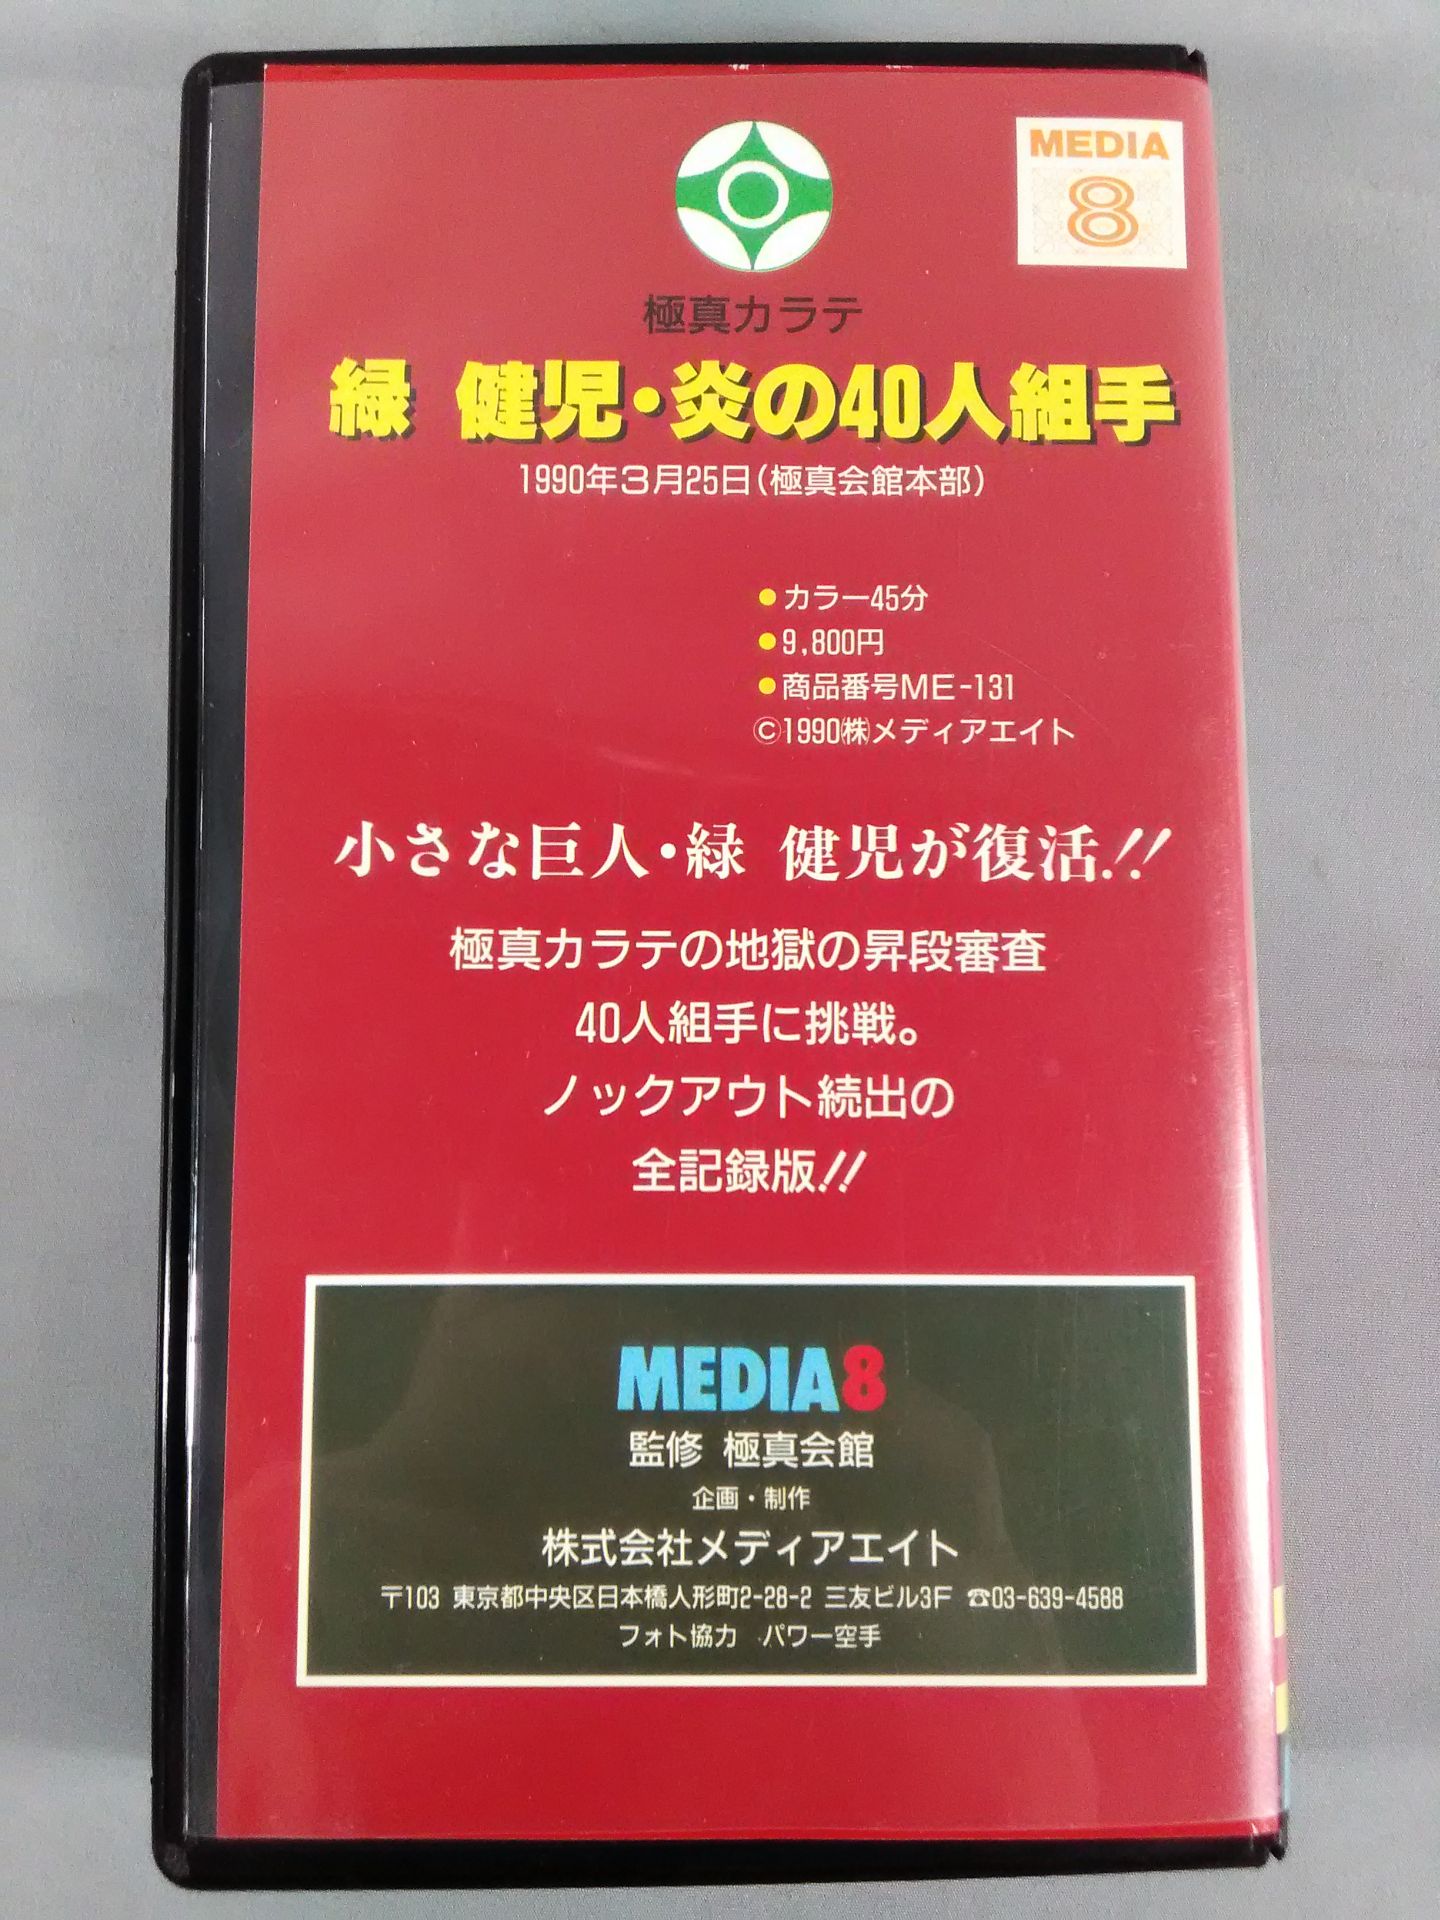 MEDIA
8
極真カラテ
緑 健児・炎の40人組手
1990年3月25日(極真会館本部)
●カラー45分
●9,800円
●商品番号ME-131
©1990㈱メディアエイト
小さな巨人・緑 健児が復活!!
極真カラテの地獄の昇段審査
40人組手に挑戦。
ノックアウト続出の
全記録版!!
MEDIA8
監修 極真会館
企画・制作
株式会社メディアエイト
〒103 東京都中央区日本橋人形町2-28-2 三友ビル3F ☎03-639-4588
フォト協力 パワー空手